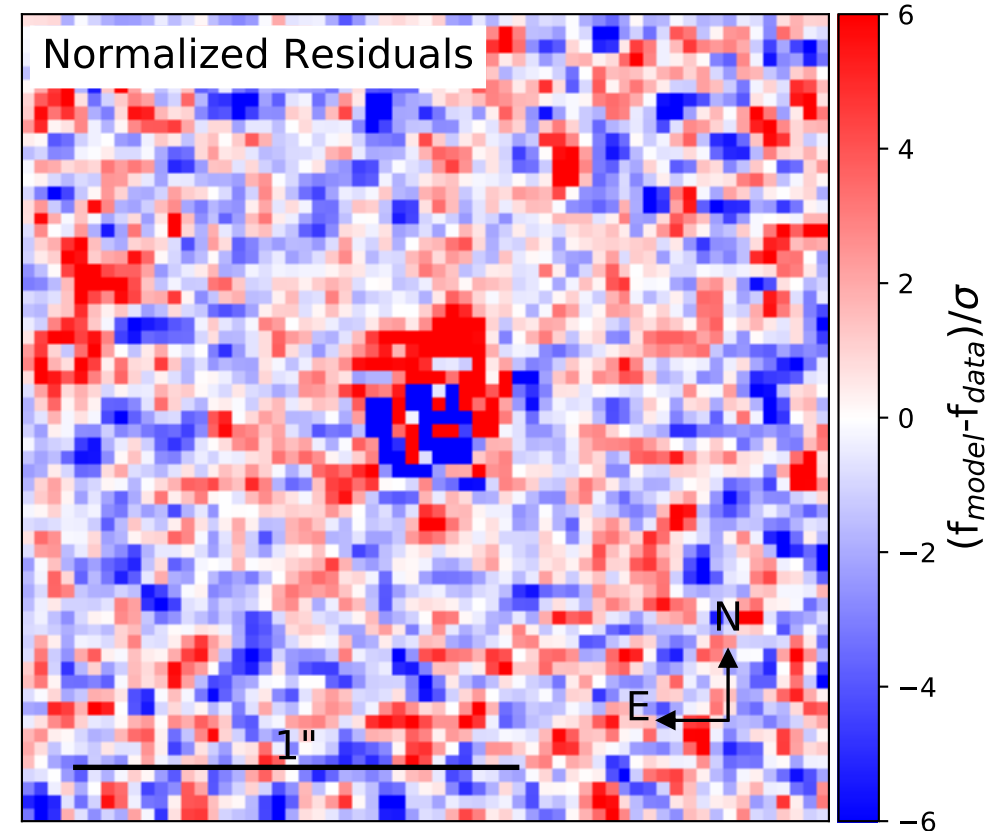 Normalized Residuals
6
4
2
0
−2
−4
−6
(f_model-f_data)/σ
N
E
1"